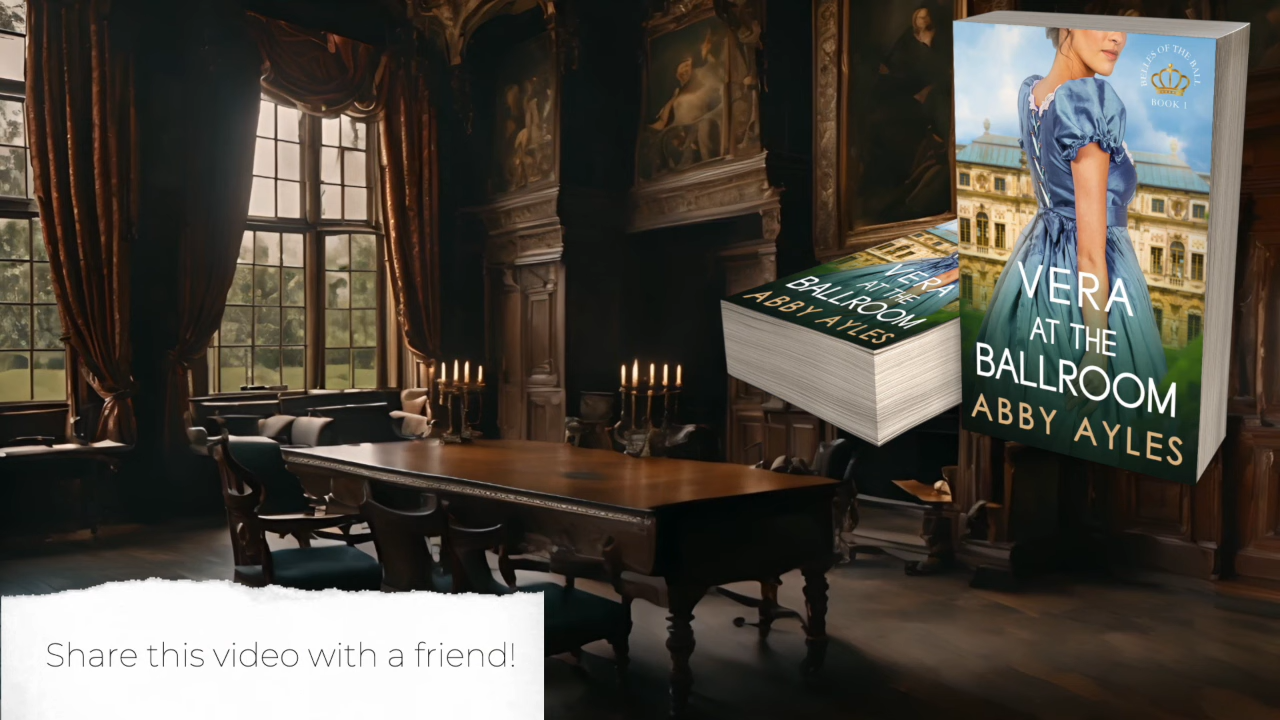 BELLES OF THE BALL
BOOK 1
VERA
AT THE
BALLROOM
ABBY AYLES
VERA
AT THE
BALLROOM
ABBY AYLES
Share this video with a friend!